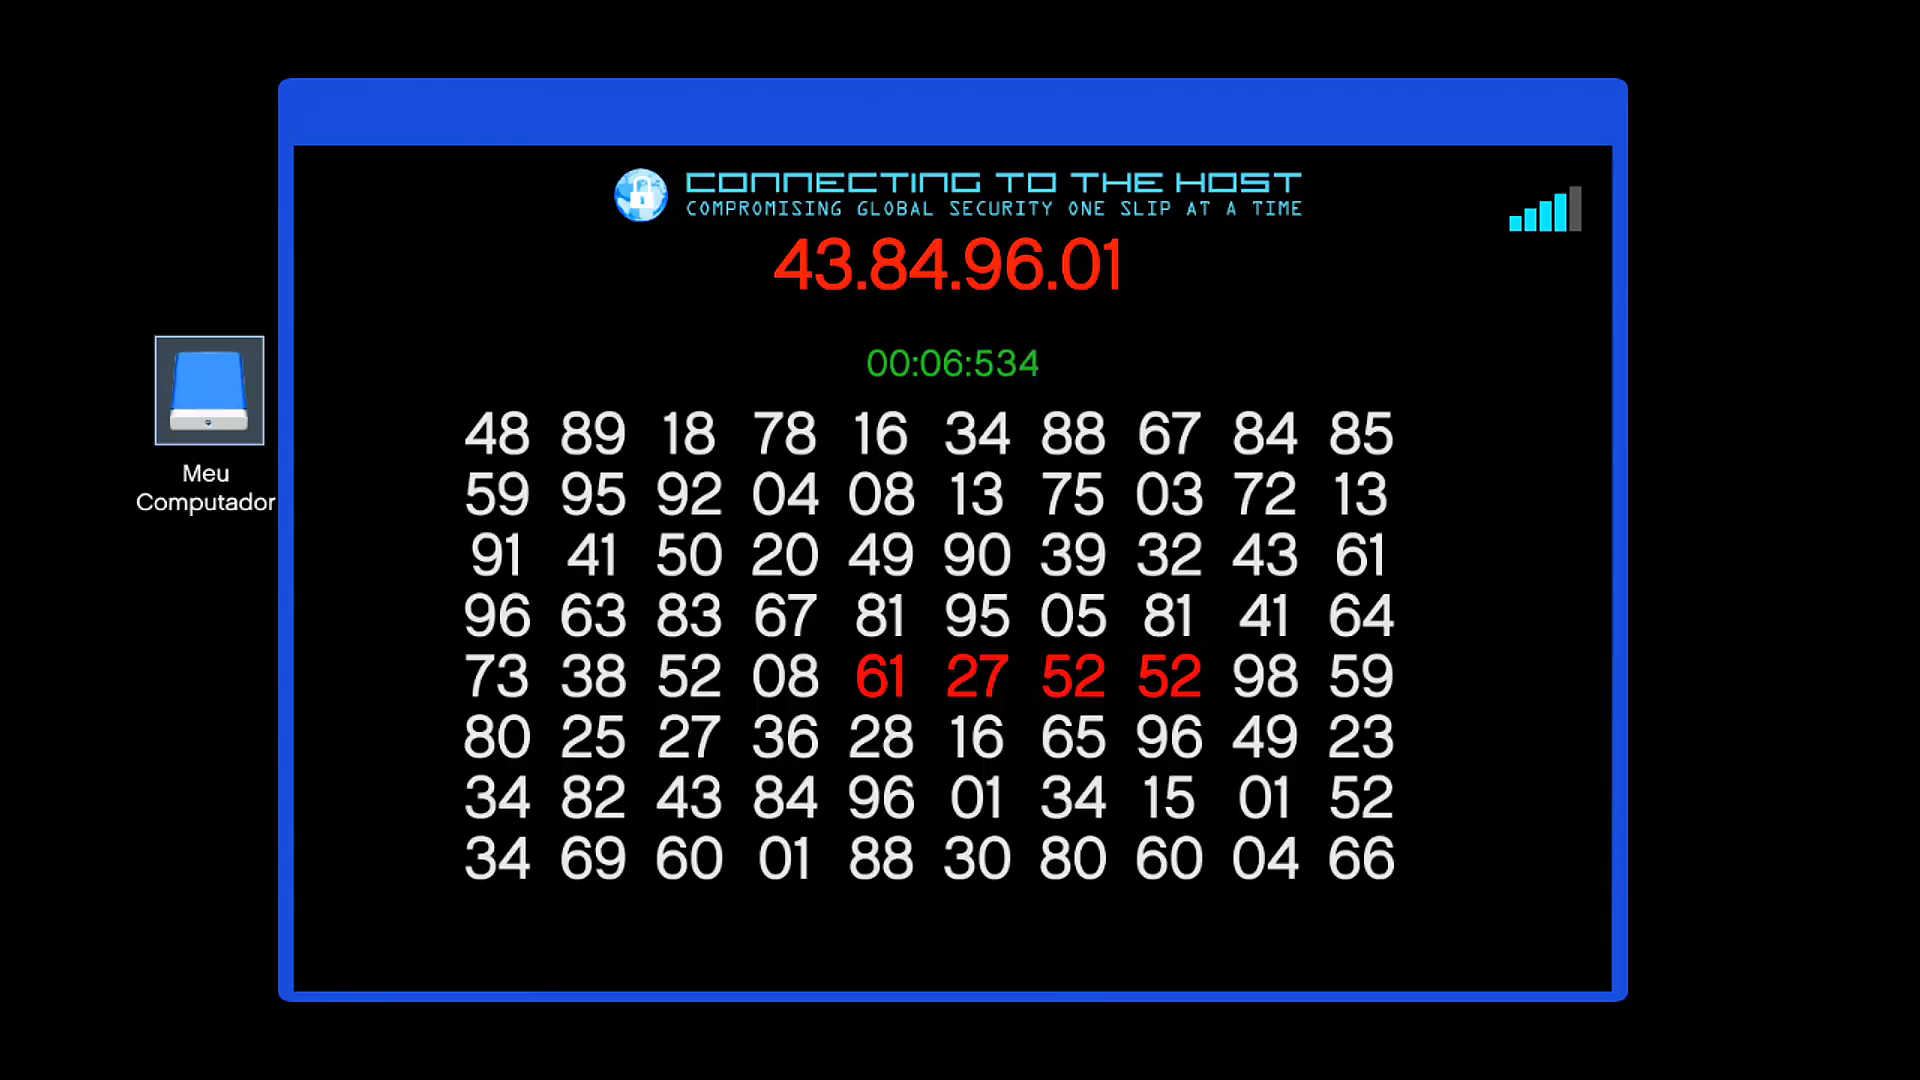 CONNECTING TO THE HOST
COMPROMISING GLOBAL SECURITY ONE SLIP AT A TIME
43.84.96.01
00:06:534
48 89 18 78 16 34 88 67 84 85
59 95 92 04 08 13 75 03 72 13
91 41 50 20 49 90 39 32 43 61
96 63 83 67 81 95 05 81 41 64
73 38 52 08 61 27 52 52 98 59
80 25 27 36 28 16 65 96 49 23
34 82 43 84 96 01 34 15 01 52
34 69 60 01 88 30 80 60 04 66
Meu
Computador